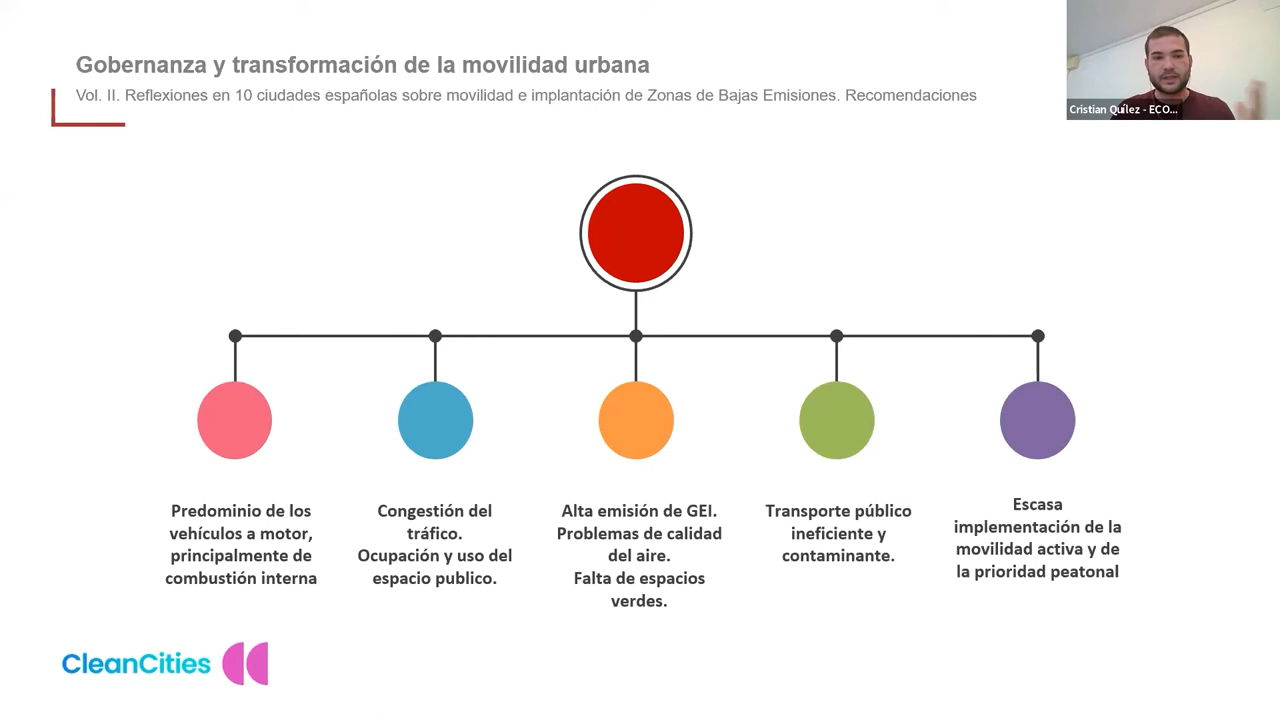 Gobernanza y transformación de la movilidad urbana
Vol. II. Reflexiones en 10 ciudades españolas sobre movilidad e implantación de Zonas de Bajas Emisiones. Recomendaciones
Cristian Quílez - ECO...
Predominio de los
vehículos a motor,
principalmente de
combustión interna
Congestión del
tráfico.
Ocupación y uso del
espacio publico.
Alta emisión de GEI.
Problemas de calidad
del aire.
Falta de espacios
verdes.
Transporte público
ineficiente y
contaminante.
Escasa
implementación de la
movilidad activa y de
la prioridad peatonal
CleanCities